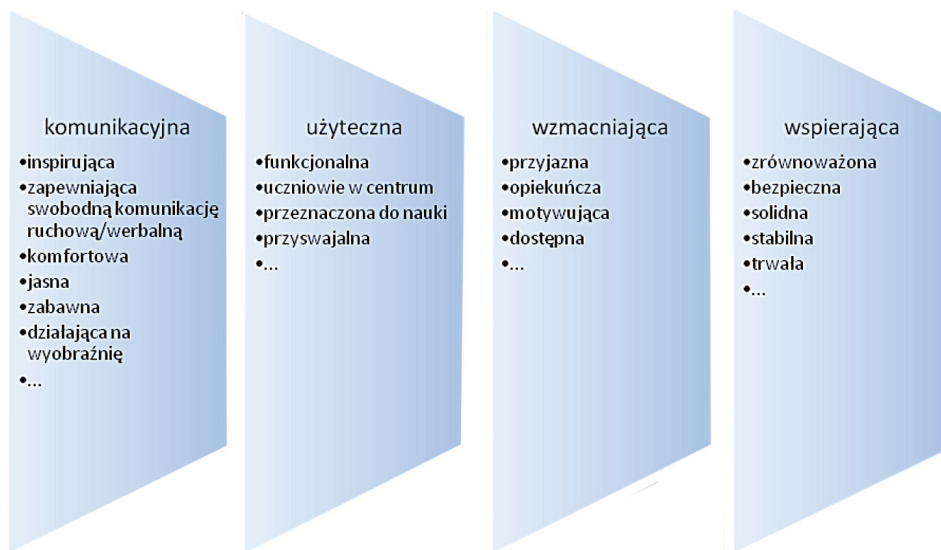 komunikacyjna
•inspirująca
•zapewniająca
swobodną komunikację
ruchową/werbalną
•komfortowa
•jasna
•zabawna
•działająca na
wyobraźnię
•...
użyteczna
•funkcjonalna
•uczniowie w centrum
•przeznaczona do nauki
•przyswajalna
•...
wzmacniająca
•przyjazna
•opiekuńcza
•motywująca
•dostępna
•...
wspierająca
•zrównoważona
•bezpieczna
•solidna
•stabilna
•trwała
•...